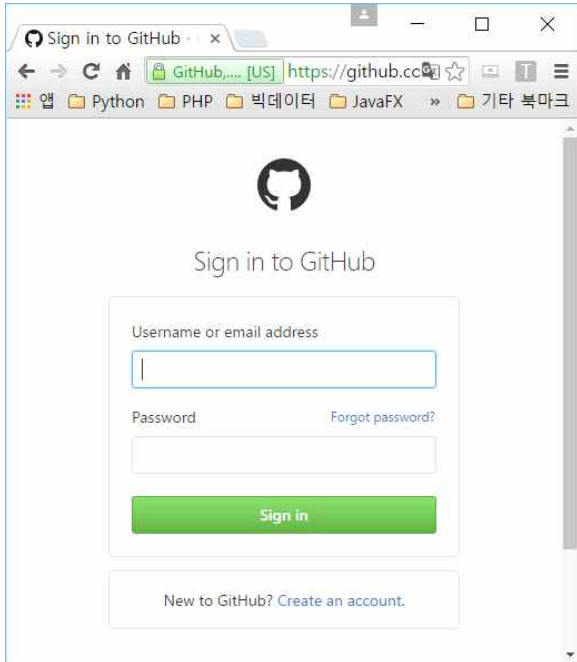 Sign in to GitHub ·
GitHub,.... [US] https://github.cc
앱 Python PHP 빅데이터 JavaFX » 기타 북마크
Sign in to GitHub
Username or email address
Password Forgot password?
Sign in
New to GitHub? Create an account.